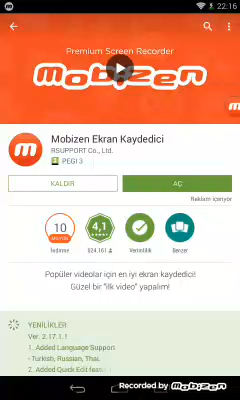 22:16
Premium Screen Recorder
mobizen
Mobizen Ekran Kaydedici
RSUPPORT Co., Ltd.
3 PEGI 3
KALDIR
AÇ
Reklam içeriyor
10
MİLYON
4,1
İndirme
524.161
Verimlilik
Benzer
Popüler videolar için en iyi ekran kaydedici!
Güzel bir "ilk video" yapalım!
YENİLİKLER
Ver. 2.17.1.1
1. Added Language Support
- Turkish, Russian, Thai.
2. Added Quick Edit feat
Recorded by mobizen